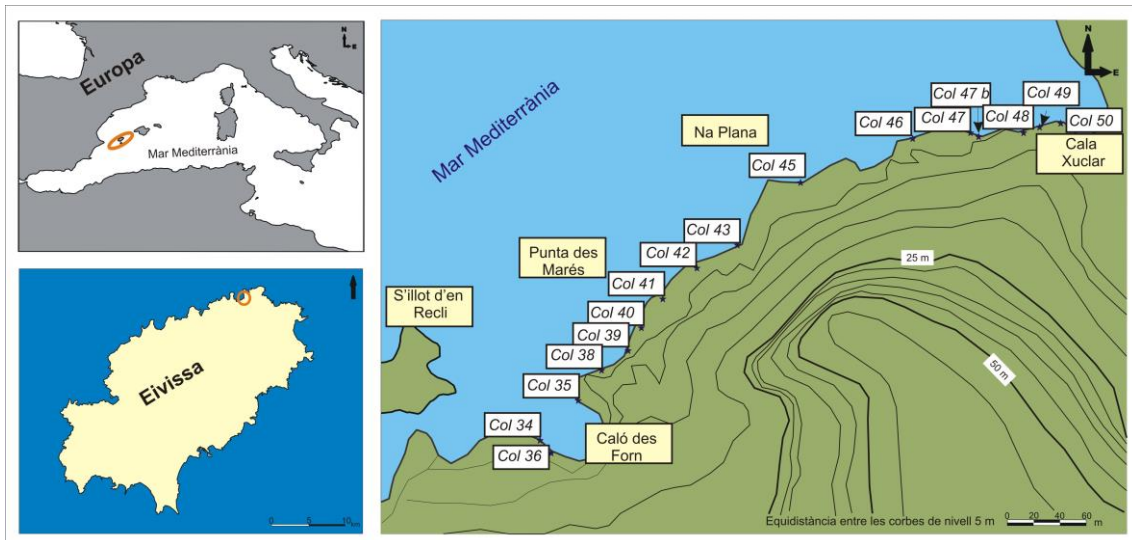 N
E
Europa
Mar Mediterrània
Eivissa
0 5 10
km
Mar Mediterrània
N
E
Na Plana
Col 47 b
Col 49
Col 46
Col 47
Col 48
Col 50
Cala
Xuclar
Col 45
Col 43
Punta des
Marés
Col 42
Col 41
S'illot d'en
Recli
Col 40
Col 39
Col 38
Col 35
Col 34
Col 36
Caló des
Forn
25 m
50 m
Equidistància entre les corbes de nivell 5 m
0 20 40 60
m